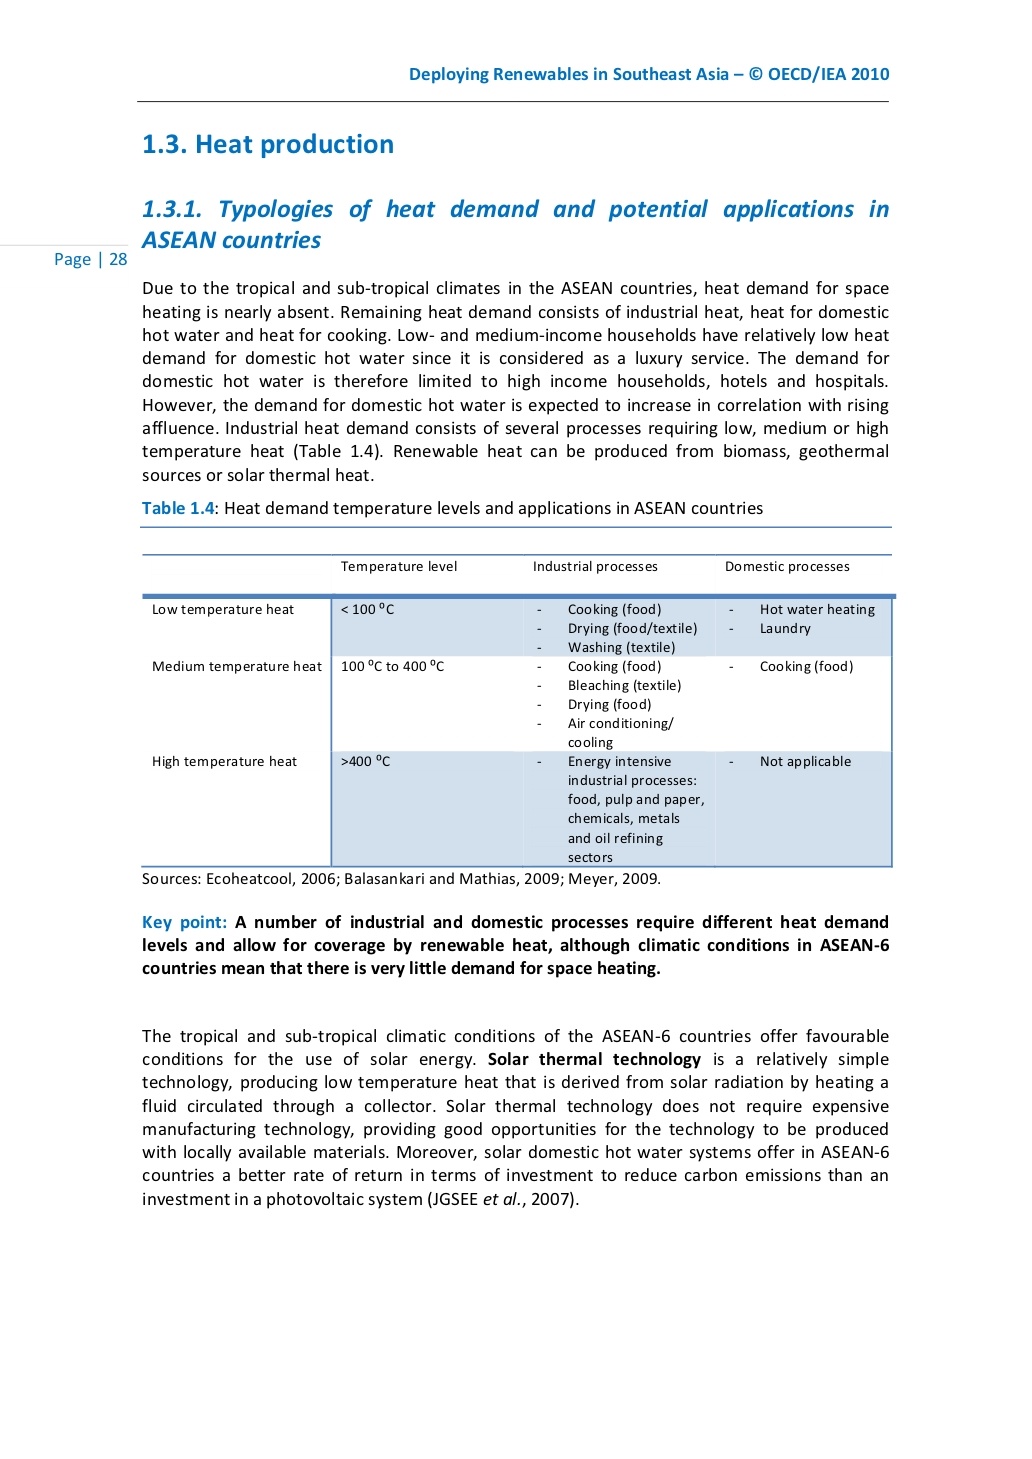 Deploying Renewables in Southeast Asia – © OECD/IEA 2010
1.3. Heat production
1.3.1. Typologies of heat demand and potential applications in
ASEAN countries
Page | 28
Due to the tropical and sub-tropical climates in the ASEAN countries, heat demand for space
heating is nearly absent. Remaining heat demand consists of industrial heat, heat for domestic
hot water and heat for cooking. Low- and medium-income households have relatively low heat
demand for domestic hot water since it is considered as a luxury service. The demand for
domestic hot water is therefore limited to high income households, hotels and hospitals.
However, the demand for domestic hot water is expected to increase in correlation with rising
affluence. Industrial heat demand consists of several processes requiring low, medium or high
temperature heat (Table 1.4). Renewable heat can be produced from biomass, geothermal
sources or solar thermal heat.
Table 1.4: Heat demand temperature levels and applications in ASEAN countries
Temperature level Industrial processes Domestic processes
Low temperature heat < 100 ⁰C - Cooking (food) - Hot water heating
- Drying (food/textile) - Laundry
- Washing (textile)
Medium temperature heat 100 ⁰C to 400 ⁰C - Cooking (food) - Cooking (food)
- Bleaching (textile)
- Drying (food)
- Air conditioning/
cooling
High temperature heat >400 ⁰C - Energy intensive - Not applicable
industrial processes:
food, pulp and paper,
chemicals, metals
and oil refining
sectors
Sources: Ecoheatcool, 2006; Balasankari and Mathias, 2009; Meyer, 2009.
Key point: A number of industrial and domestic processes require different heat demand
levels and allow for coverage by renewable heat, although climatic conditions in ASEAN-6
countries mean that there is very little demand for space heating.
The tropical and sub-tropical climatic conditions of the ASEAN-6 countries offer favourable
conditions for the use of solar energy. Solar thermal technology is a relatively simple
technology, producing low temperature heat that is derived from solar radiation by heating a
fluid circulated through a collector. Solar thermal technology does not require expensive
manufacturing technology, providing good opportunities for the technology to be produced
with locally available materials. Moreover, solar domestic hot water systems offer in ASEAN-6
countries a better rate of return in terms of investment to reduce carbon emissions than an
investment in a photovoltaic system (JGSEE et al., 2007).